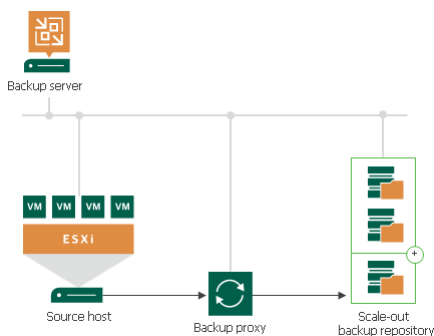 Backup server
VM VM VM VM
ESXi
Source host
Backup proxy
Scale-out
backup repository